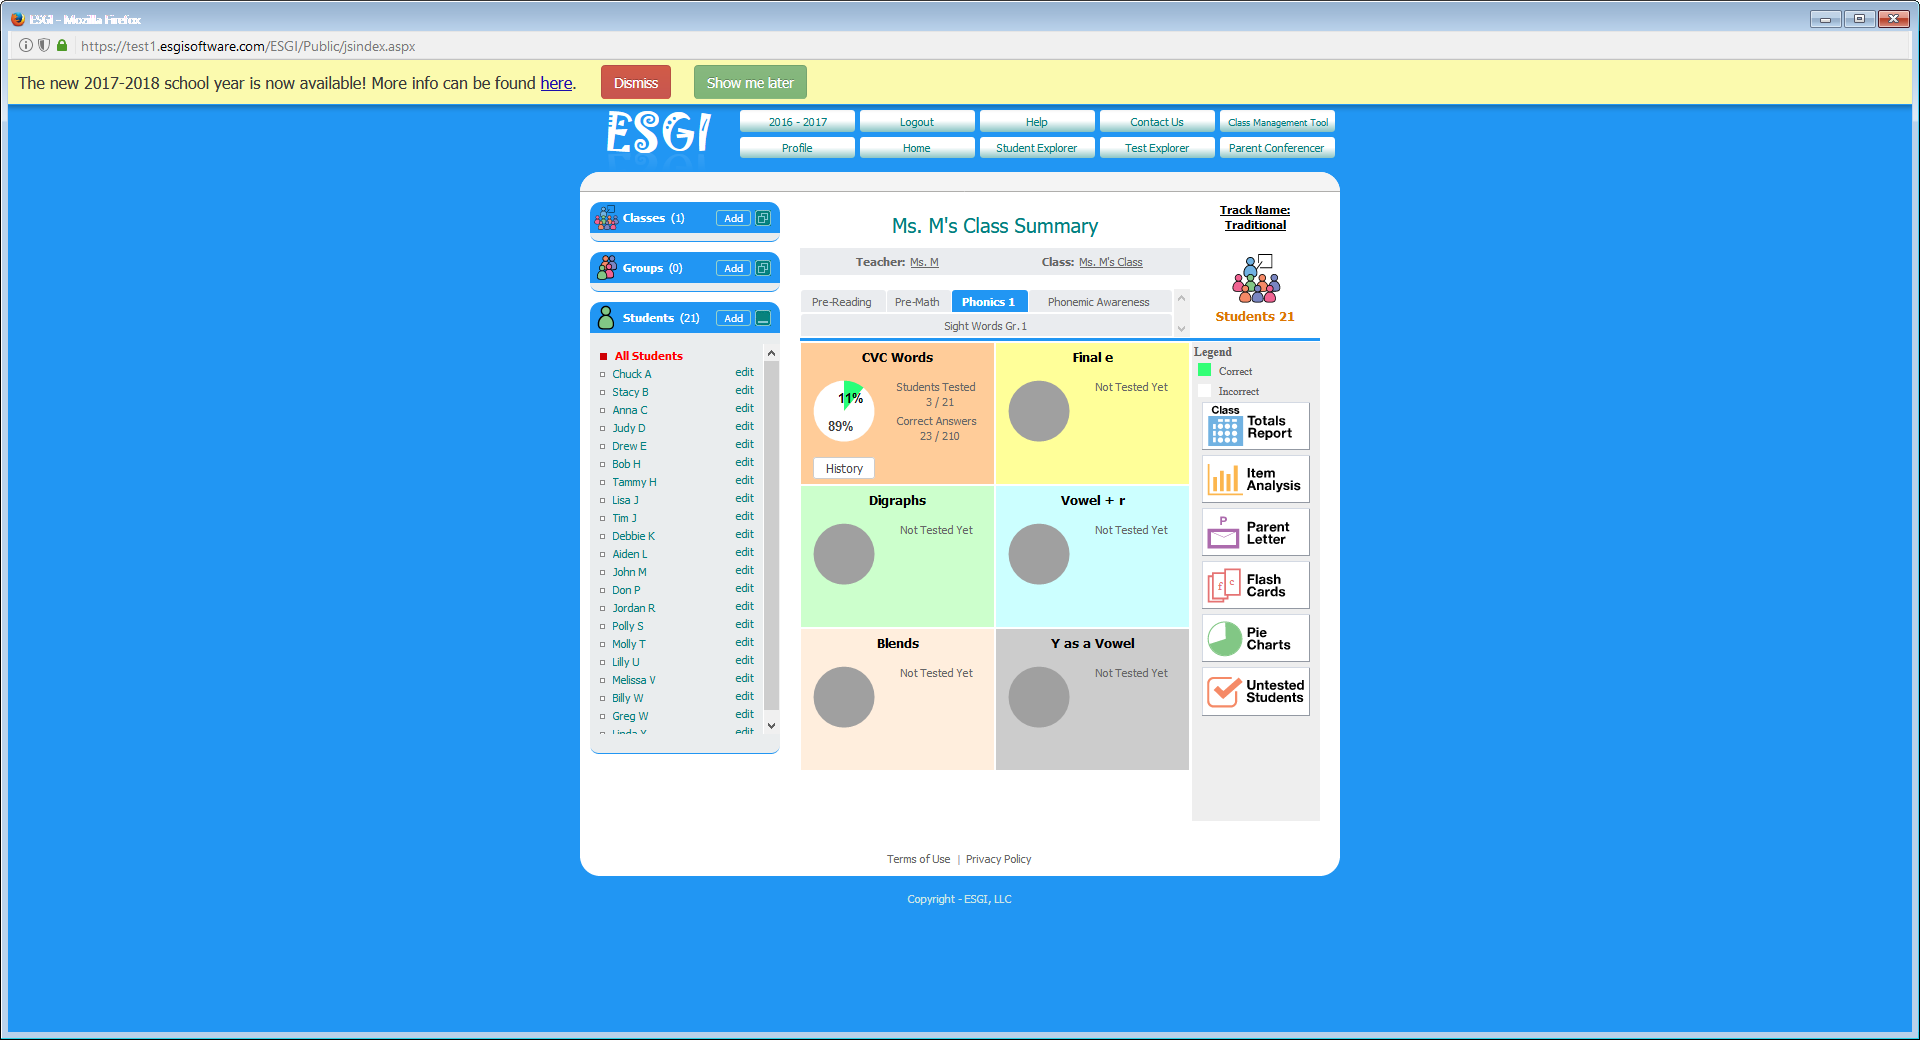 ESGI - Mozilla Firefox
https://test1.esgisoftware.com/ESGI/Public/jsindex.aspx
The new 2017-2018 school year is now available! More info can be found here. Dismiss Show me later
ESGI
2016 - 2017 Logout Help Contact Us Class Management Tool
Profile Home Student Explorer Test Explorer Parent Conferencer
Classes (1) Add
Groups (0) Add
Students (21) Add
All Students
Chuck A edit
Stacy B edit
Anna C edit
Judy D edit
Drew E edit
Bob H edit
Tammy H edit
Lisa J edit
Tim J edit
Debbie K edit
Aiden L edit
John M edit
Don P edit
Jordan R edit
Polly S edit
Molly T edit
Lilly U edit
Melissa V edit
Billy W edit
Greg W edit
Linda Y edit
Ms. M's Class Summary
Teacher: Ms. M Class: Ms. M's Class
Pre-Reading Pre-Math Phonics 1 Phonemic Awareness
Sight Words Gr.1
CVC Words
11%
89%
Students Tested
3 / 21
Correct Answers
23 / 210
History
Final e
Not Tested Yet
Digraphs
Not Tested Yet
Vowel + r
Not Tested Yet
Blends
Not Tested Yet
Y as a Vowel
Not Tested Yet
Track Name:
Traditional
Students 21
Legend
Correct
Incorrect
Class
Totals
Report
Item
Analysis
P
Parent
Letter
f c
Flash
Cards
Pie
Charts
Untested
Students
Terms of Use | Privacy Policy
Copyright - ESGI, LLC